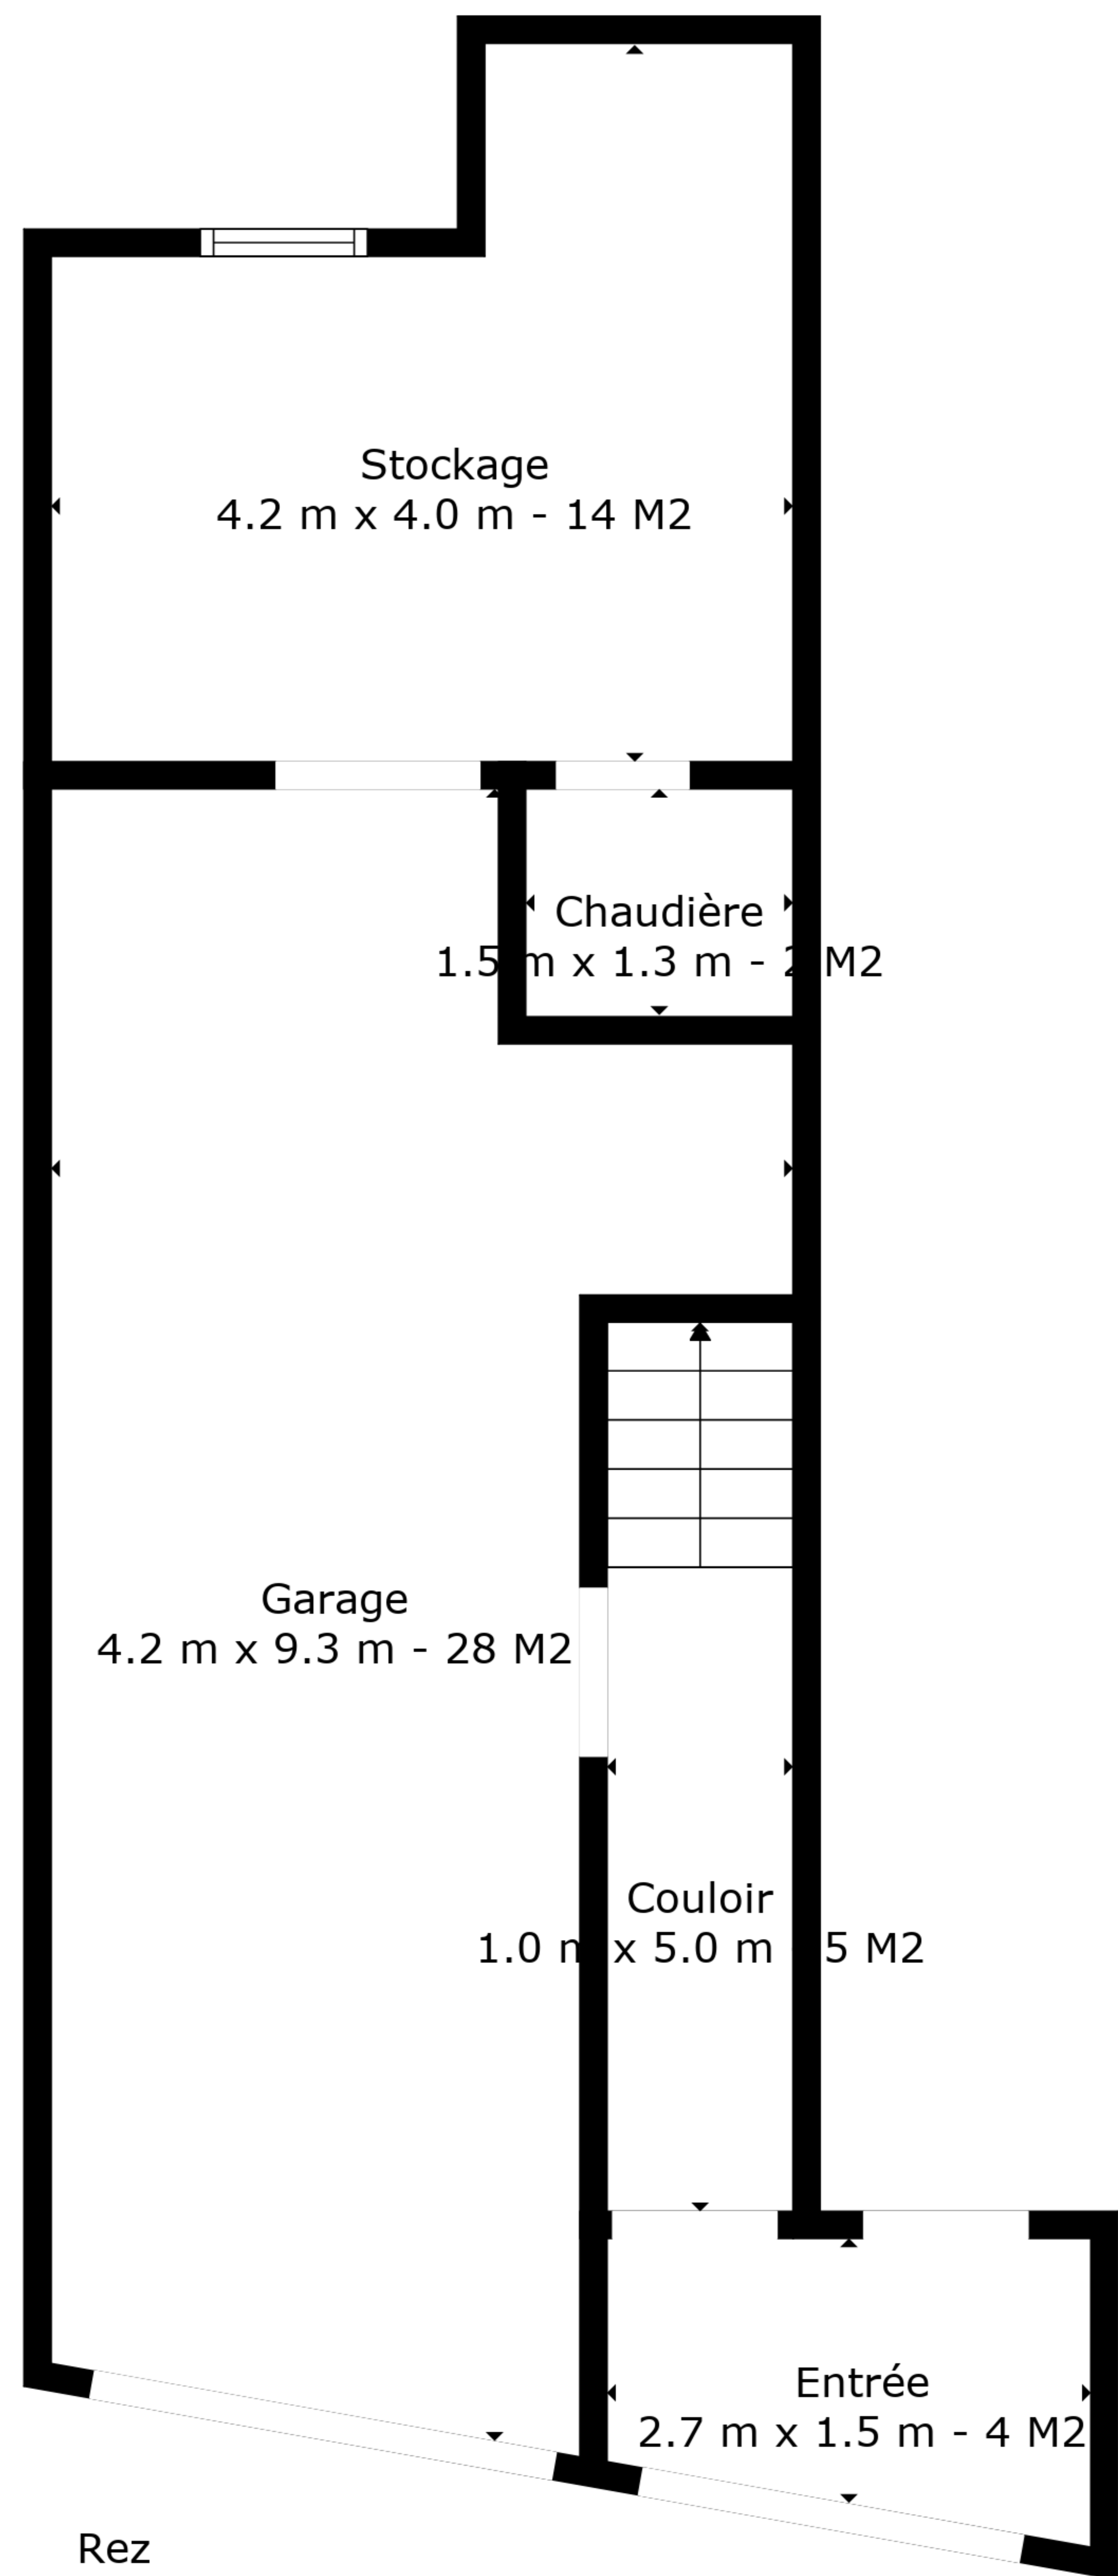 Stockage
4.2 m x 4.0 m - 14 M2
Chaudière
1.5 m x 1.3 m - 2 M2
Garage
4.2 m x 9.3 m - 28 M2
Couloir
1.0 m x 5.0 m - 5 M2
Entrée
2.7 m x 1.5 m - 4 M2
Rez